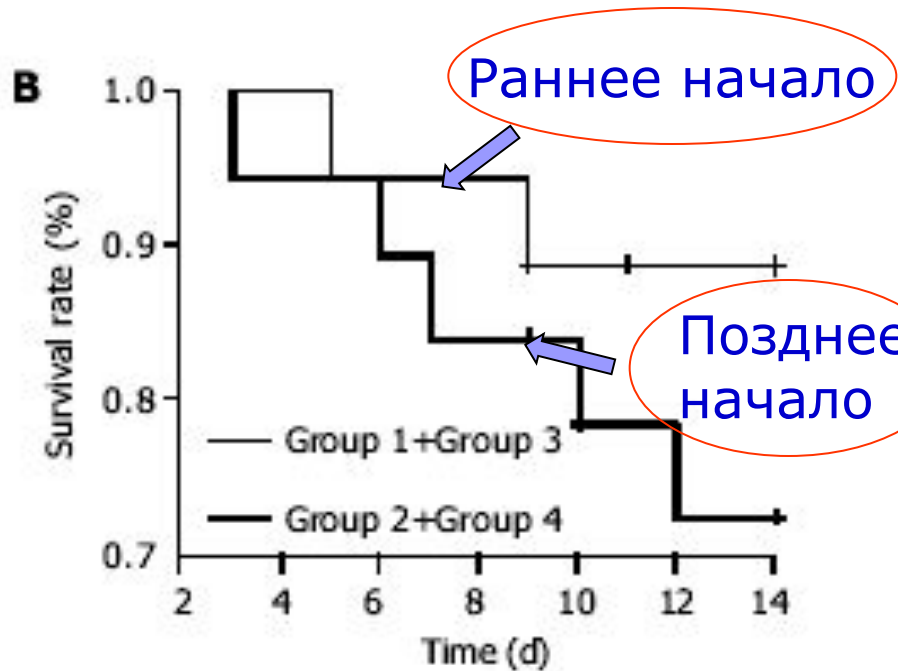 B
Раннее начало
1.0
0.9
0.8
0.7
Survival rate (%)
Позднее
начало
Group 1+Group 3
Group 2+Group 4
2 4 6 8 10 12 14
Time (d)